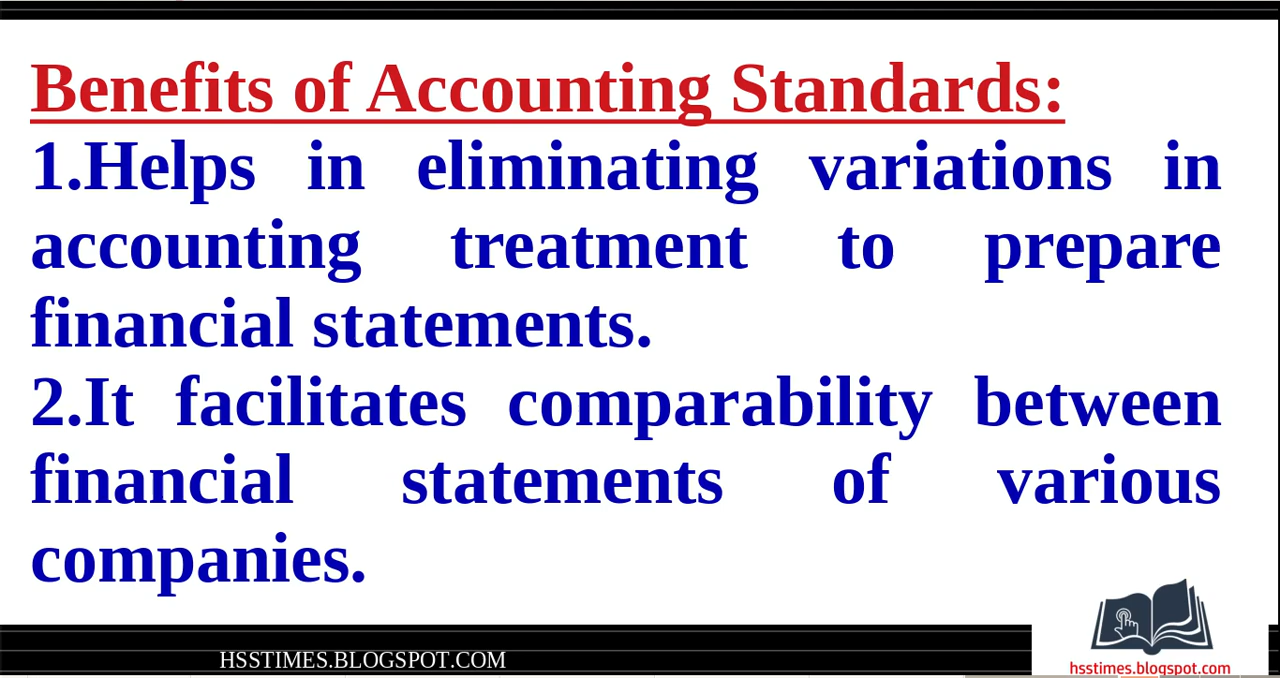 Benefits of Accounting Standards:
1.Helps in eliminating variations in
accounting treatment to prepare
financial statements.
2.It facilitates comparability between
financial statements of various
companies.
HSSTIMES.BLOGSPOT.COM
hsstimes.blogspot.com